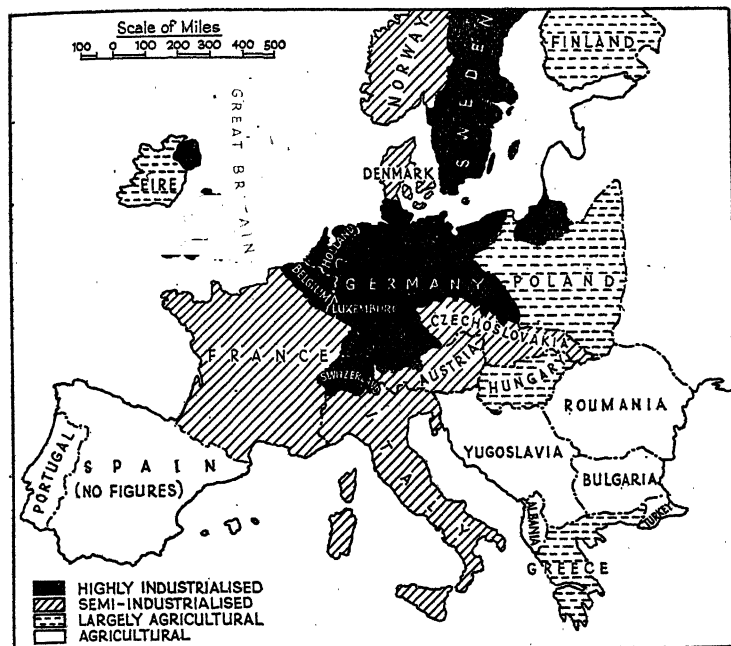 Scale of Miles
100 0 100 200 300 400 500
NORWAY
SWEDEN
FINLAND
GREAT BRITAIN
EIRE
DENMARK
HOLLAND
BELGIUM
GERMANY
POLAND
LUXEMBURG
CZECHOSLOVAKIA
FRANCE
AUSTRIA
SWITZERLAND
HUNGARY
ROUMANIA
ITALY
YUGOSLAVIA
PORTUGAL
SPAIN
(NO FIGURES)
BULGARIA
ALBANIA
TURKEY
GREECE
HIGHLY INDUSTRIALISED
SEMI-INDUSTRIALISED
LARGELY AGRICULTURAL
AGRICULTURAL